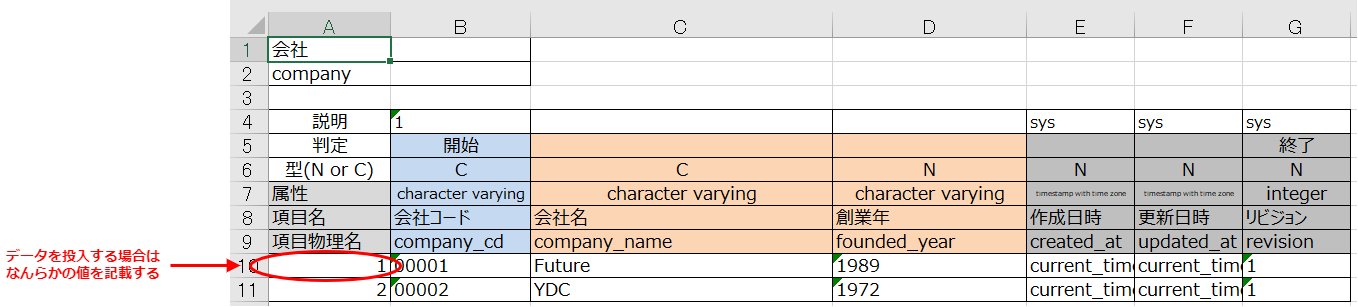 A B C D E F G
1 会社
2 company
3
4 説明 1 sys sys sys
5 判定 開始 終了
6 型(N or C) C C N N N N
7 属性 character varying character varying character varying timestamp with time zone timestamp with time zone integer
8 項目名 会社コード 会社名 創業年 作成日時 更新日時 リビジョン
9 項目物理名 company_cd company_name founded_year created_at updated_at revision
データを投入する場合は
なんらかの値を記載する
10 1 00001 Future 1989 current_time current_time 1
11 2 00002 YDC 1972 current_time current_time 1